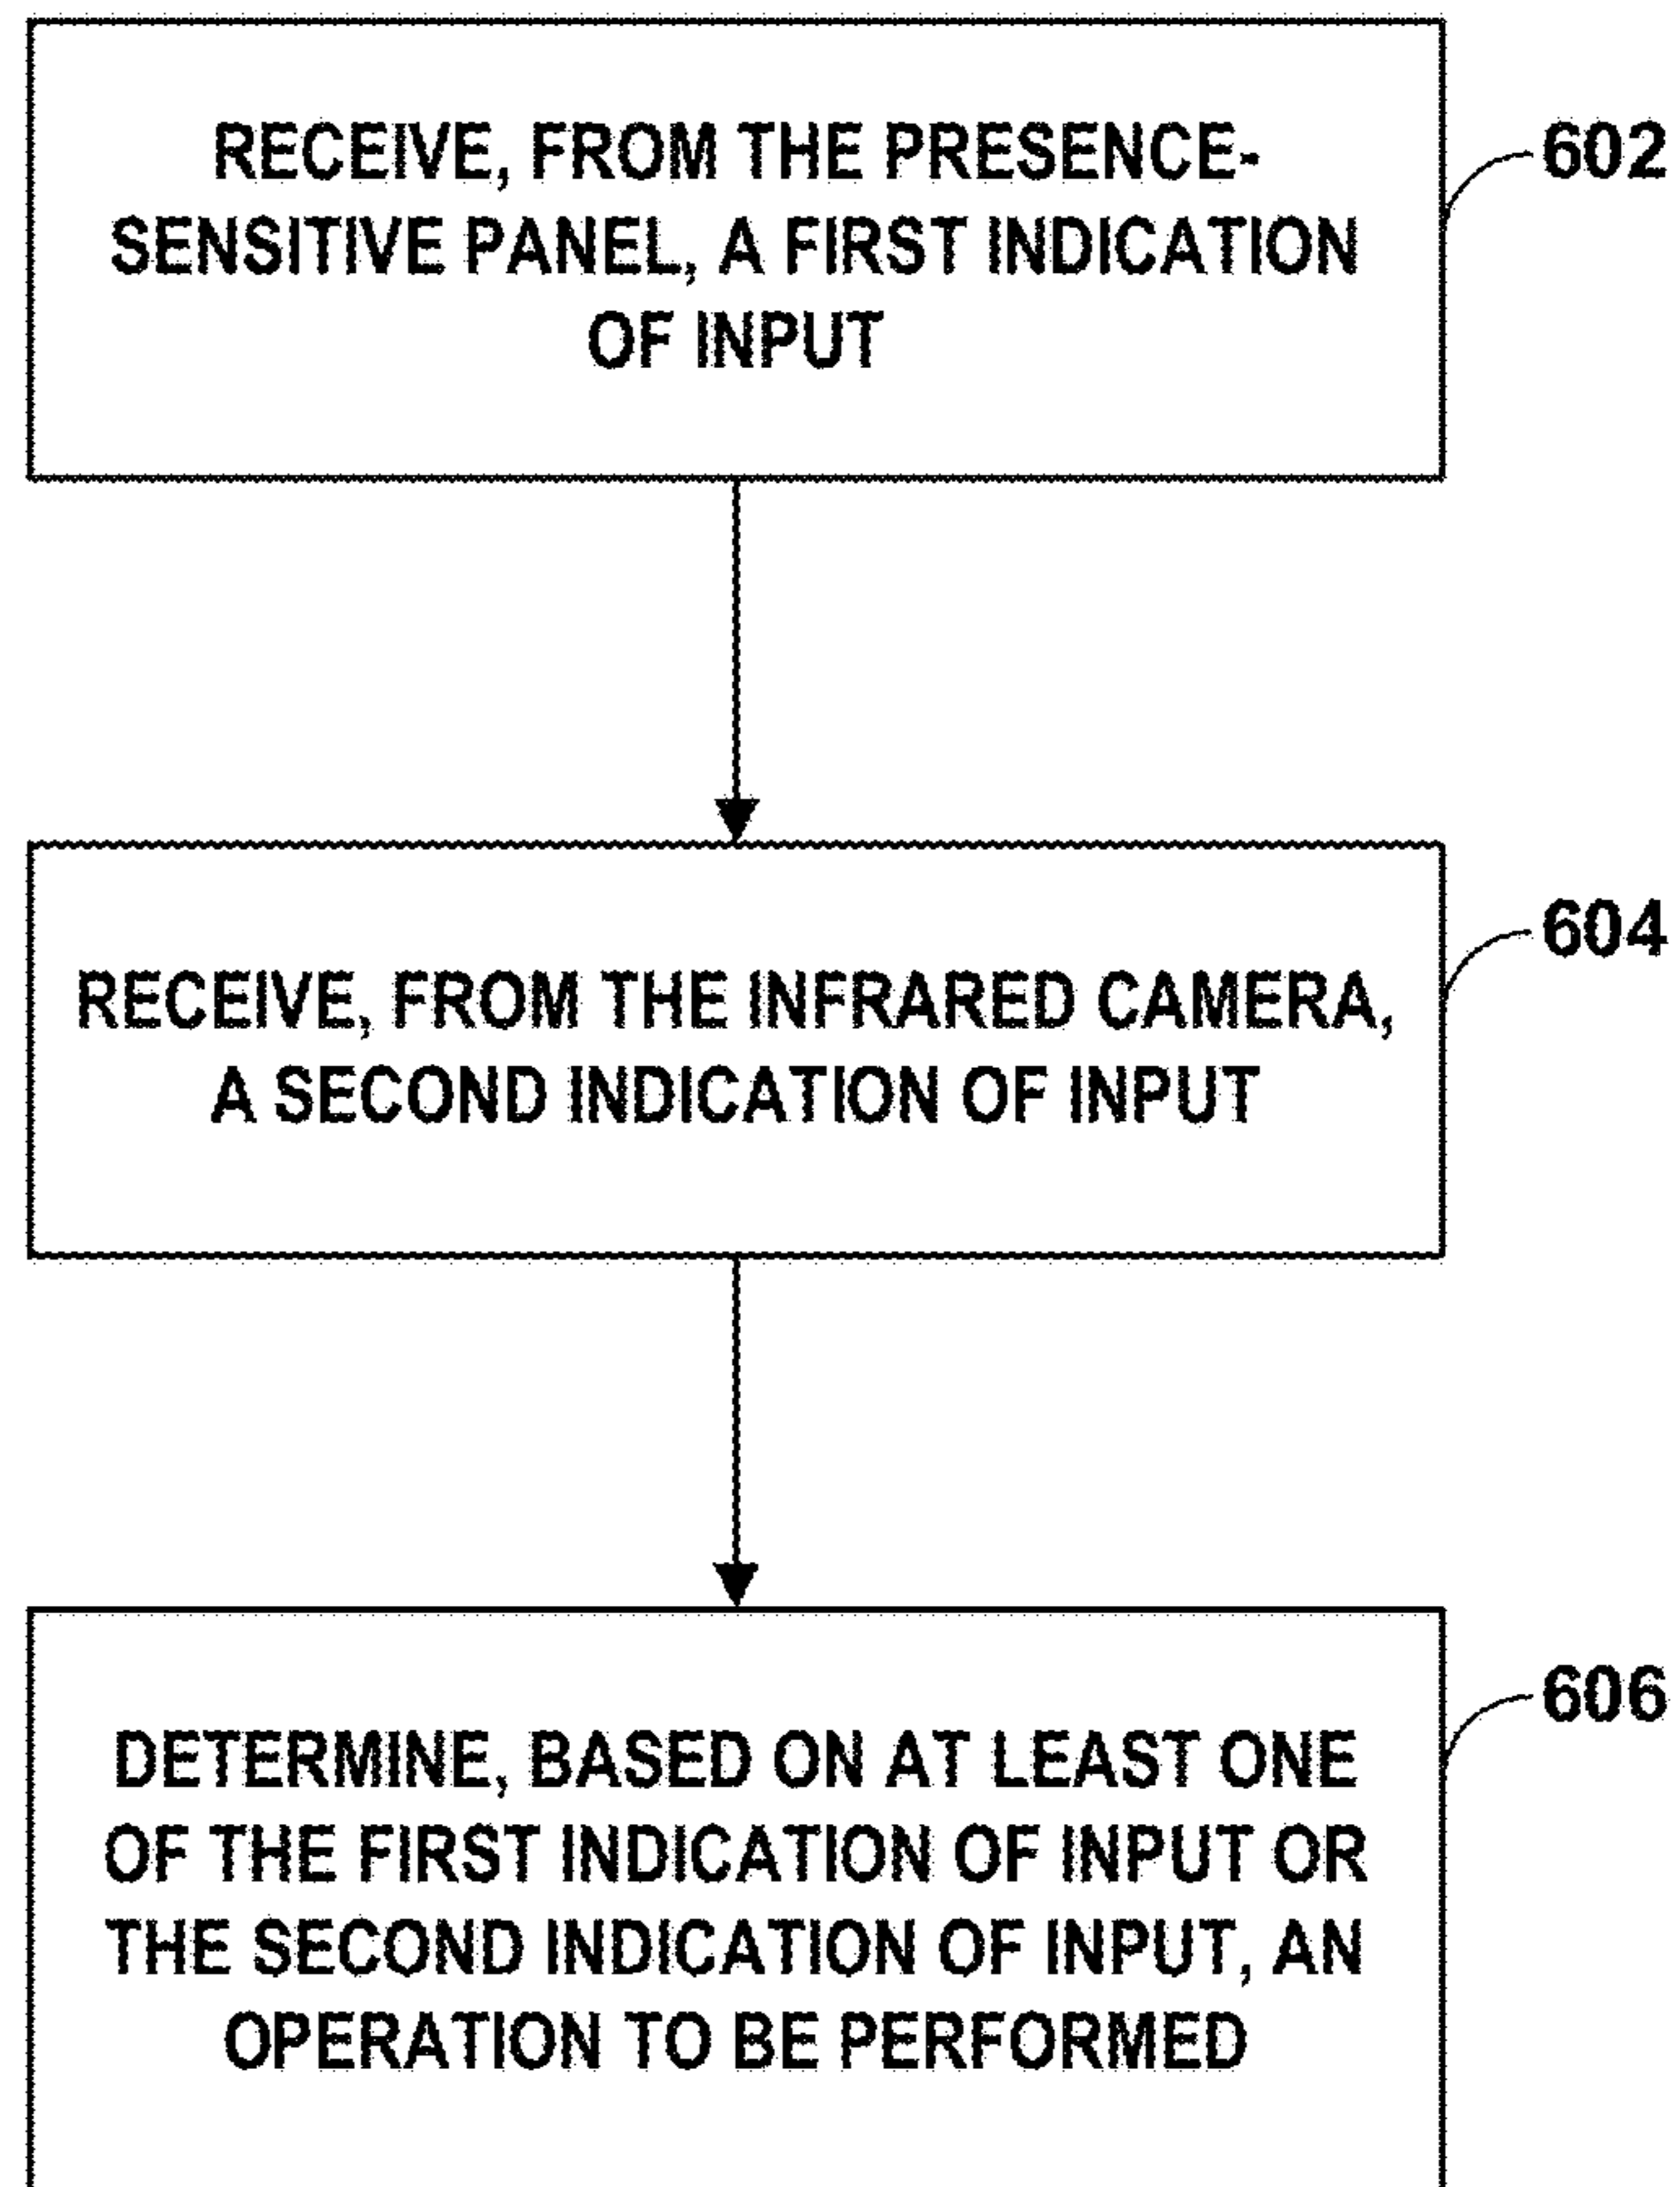 RECEIVE, FROM THE PRESENCE-
SENSITIVE PANEL, A FIRST INDICATION
OF INPUT
602
RECEIVE, FROM THE INFRARED CAMERA,
A SECOND INDICATION OF INPUT
604
DETERMINE, BASED ON AT LEAST ONE
OF THE FIRST INDICATION OF INPUT OR
THE SECOND INDICATION OF INPUT, AN
OPERATION TO BE PERFORMED
606